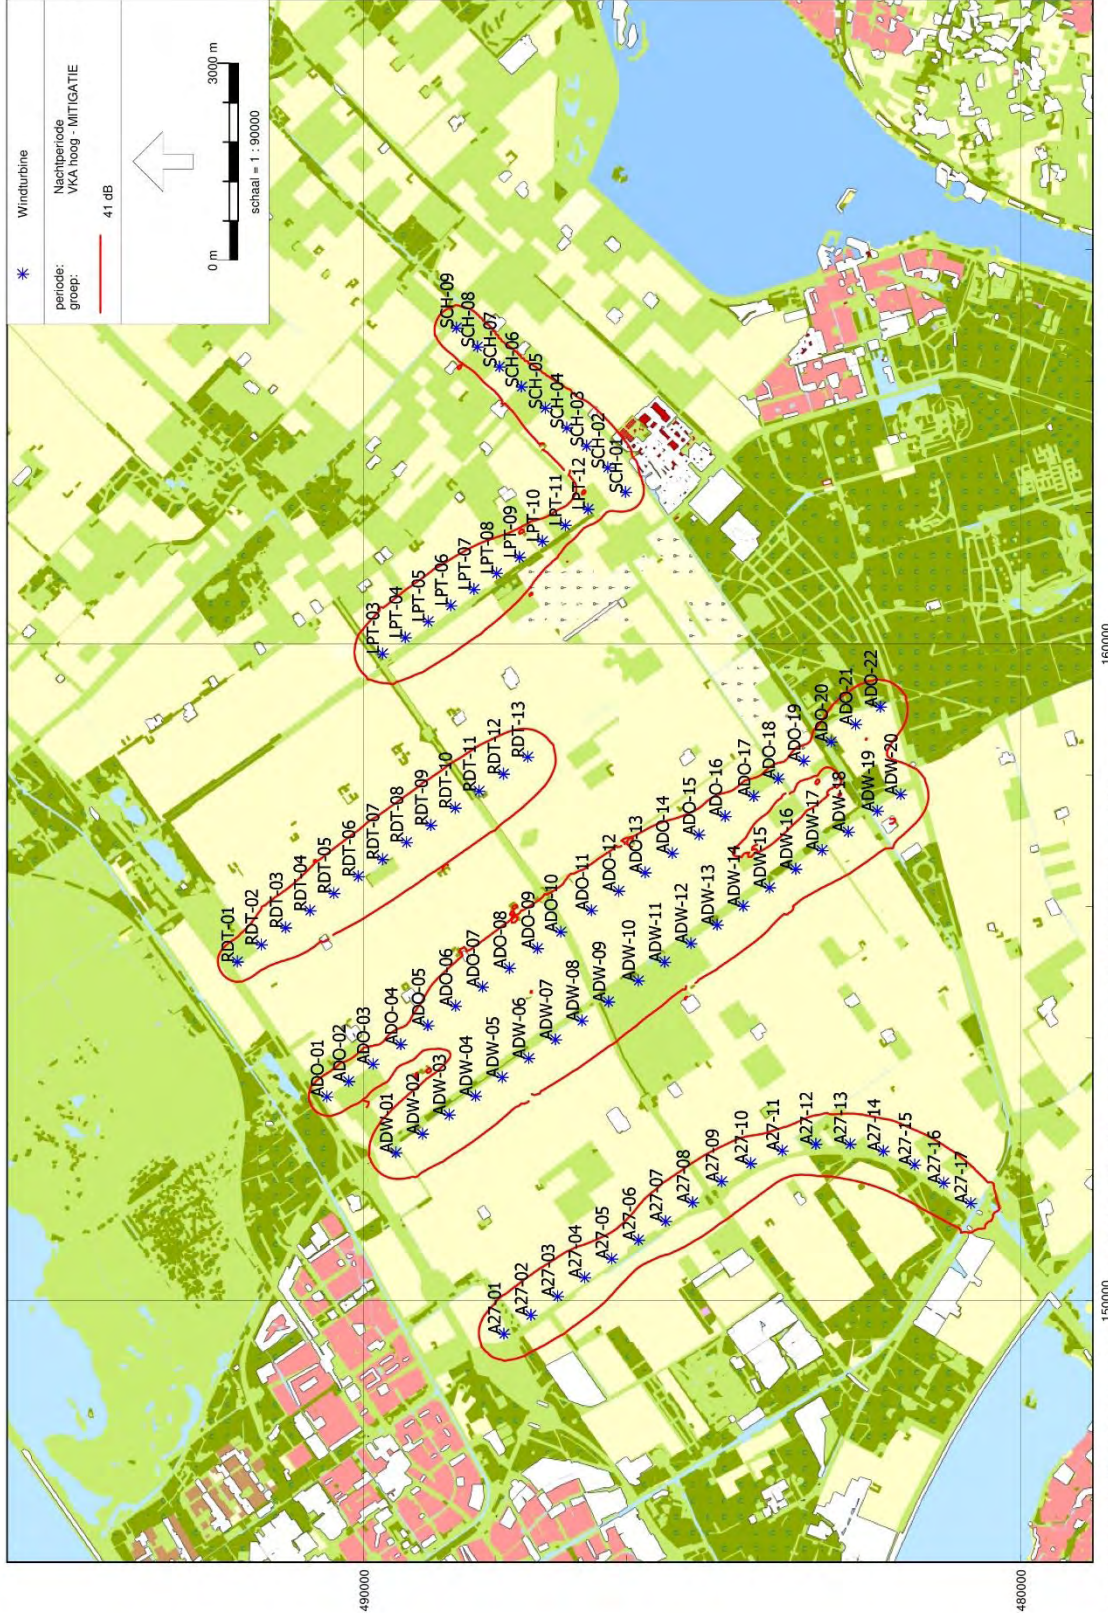 Windturbine
periode: Nachtperiode
groep: VKA hoog - MITIGATIE
41 dB
0 m 3000 m
schaal = 1 : 90000
SCH-09
SCH-08
SCH-07
SCH-06
SCH-05
SCH-04
SCH-03
SCH-02
SCH-01
LPT-03
LPT-04
LPT-05
LPT-06
LPT-07
LPT-08
LPT-09
LPT-10
LPT-11
LPT-12
RDT-01
RDT-02
RDT-03
RDT-04
RDT-05
RDT-06
RDT-07
RDT-08
RDT-09
RDT-10
RDT-11
RDT-12
RDT-13
ADO-01
ADO-02
ADO-03
ADO-04
ADO-05
ADO-06
ADO-07
ADO-08
ADO-09
ADO-10
ADO-11
ADO-12
ADO-13
ADO-14
ADO-15
ADO-16
ADO-17
ADO-18
ADO-19
ADO-20
ADO-21
ADO-22
ADW-01
ADW-02
ADW-03
ADW-04
ADW-05
ADW-06
ADW-07
ADW-08
ADW-09
ADW-10
ADW-11
ADW-12
ADW-13
ADW-14
ADW-15
ADW-16
ADW-17
ADW-18
ADW-19
ADW-20
A27-01
A27-02
A27-03
A27-04
A27-05
A27-06
A27-07
A27-08
A27-09
A27-10
A27-11
A27-12
A27-13
A27-14
A27-15
A27-16
A27-17
490000
480000
150000
160000